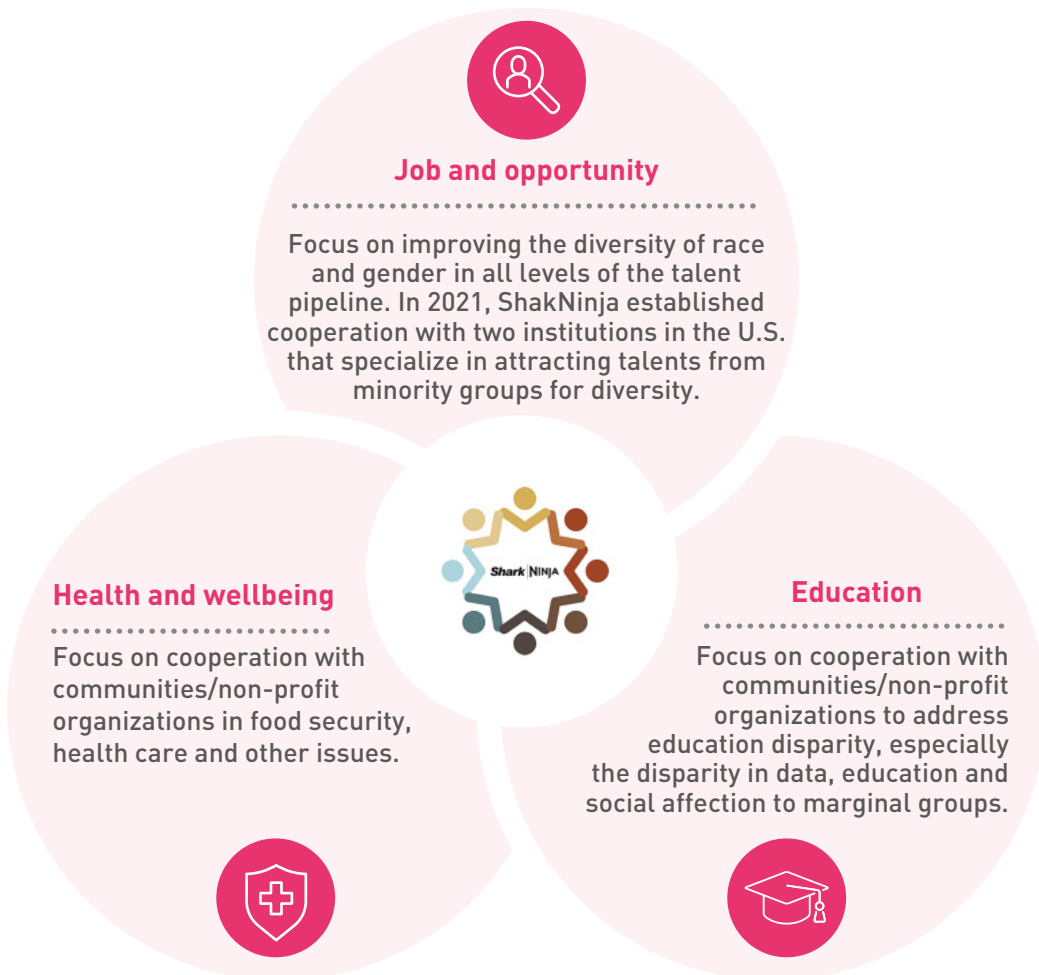 Job and opportunity
Focus on improving the diversity of race
and gender in all levels of the talent
pipeline. In 2021, ShakNinja established
cooperation with two institutions in the U.S.
that specialize in attracting talents from
minority groups for diversity.
Shark NINJA
Health and wellbeing
Focus on cooperation with
communities/non-profit
organizations in food security,
health care and other issues.
Education
Focus on cooperation with
communities/non-profit
organizations to address
education disparity, especially
the disparity in data, education and
social affection to marginal groups.